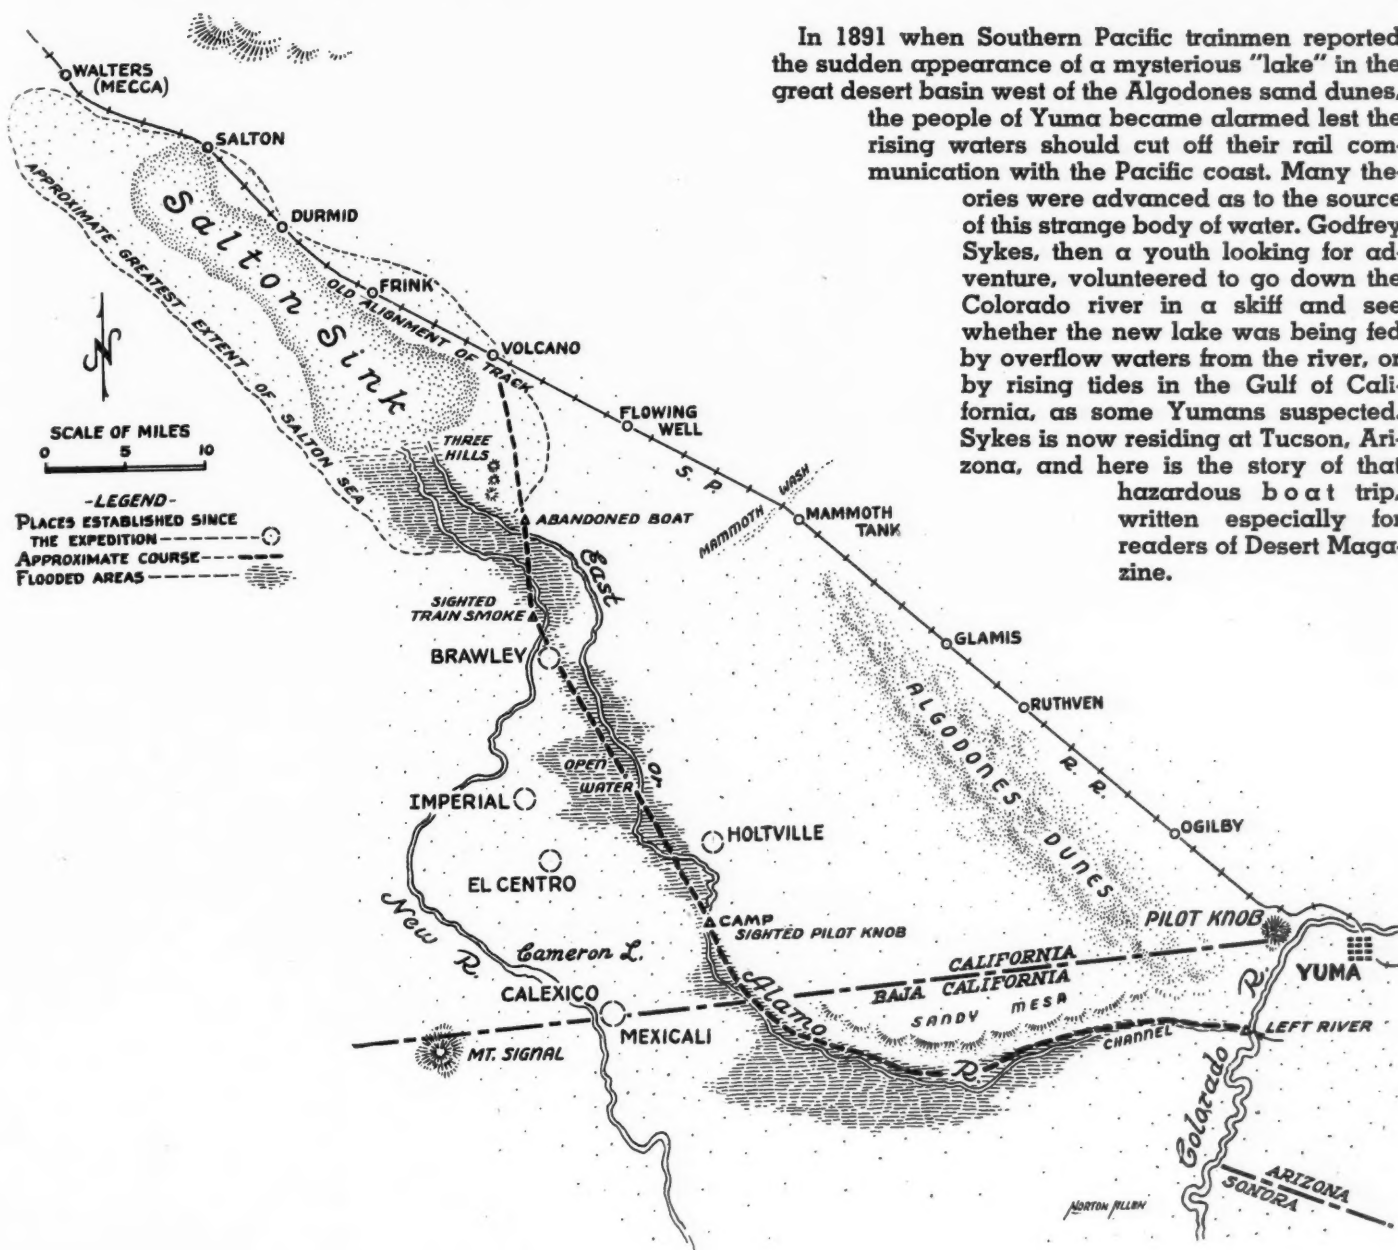 In 1891 when Southern Pacific trainmen reported
the sudden appearance of a mysterious "lake" in the
great desert basin west of the Algodones sand dunes,
the people of Yuma became alarmed lest the
rising waters should cut off their rail com-
munication with the Pacific coast. Many the-
ories were advanced as to the source
of this strange body of water. Godfrey
Sykes, then a youth looking for ad-
venture, volunteered to go down the
Colorado river in a skiff and see
whether the new lake was being fed
by overflow waters from the river, or
by rising tides in the Gulf of Cali-
fornia, as some Yumans suspected.
Sykes is now residing at Tucson, Ari-
zona, and here is the story of that
hazardous boat trip,
written especially for
readers of Desert Maga-
zine.
WALTERS
(MECCA)
SALTON
DURMID
FRINK
VOLCANO
FLOWING
WELL
MAMMOTH
TANK
GLAMIS
RUTHVEN
OGILBY
S. P.
R. R.
APPROXIMATE GREATEST EXTENT OF SALTON SEA
Salton Sink
OLD ALIGNMENT OF TRACK
N
SCALE OF MILES
0 5 10
-LEGEND-
PLACES ESTABLISHED SINCE
THE EXPEDITION
APPROXIMATE COURSE
FLOODED AREAS
THREE
HILLS
ABANDONED BOAT
MAMMOTH WASH
East or
SIGHTED
TRAIN SMOKE
BRAWLEY
ALGODONES DUNES
OPEN
WATER
IMPERIAL
HOLTVILLE
EL CENTRO
New R.
CAMP
SIGHTED PILOT KNOB
PILOT KNOB
YUMA
Cameron L.
CALIFORNIA
BAJA CALIFORNIA
CALEXICO
MEXICALI
MT. SIGNAL
Alamo R.
SANDY MESA
CHANNEL
LEFT RIVER
Colorado R.
ARIZONA
SONORA
NORTON ALLEN